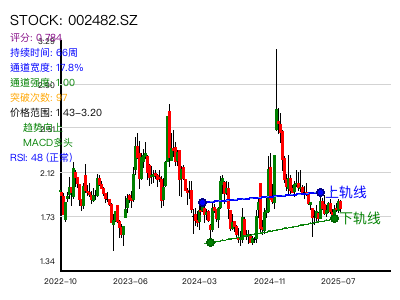 STOCK: 002482.SZ
评分: 0.784
持续时间: 66周
通道宽度: 17.8%
通道强度: 1.00
突破次数: 97
价格范围: 1.43–3.20
趋势向上
MACD多头
RSI: 48 (正常)
2.12
1.73
1.34
上轨线
下轨线
2022–10
2023–06
2024–03
2024–11
2025–07